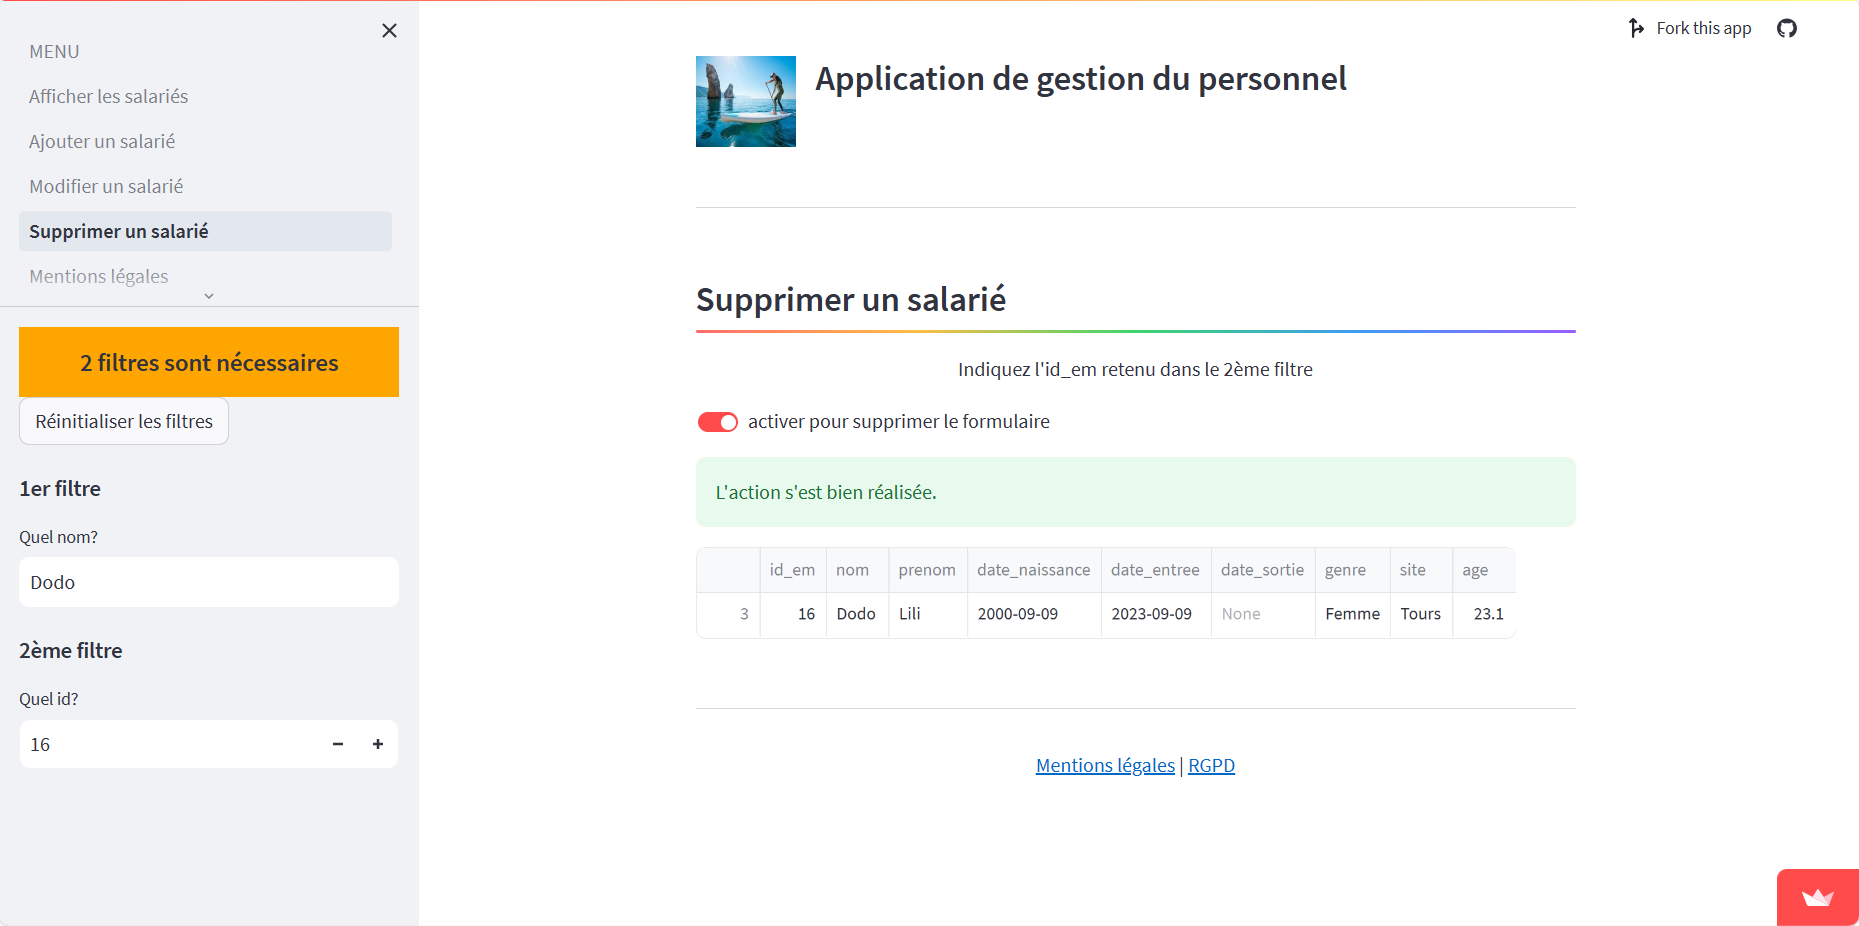 MENU
Afficher les salariés
Ajouter un salarié
Modifier un salarié
Supprimer un salarié
Mentions légales
2 filtres sont nécessaires
Réinitialiser les filtres
1er filtre
Quel nom?
Dodo
2ème filtre
Quel id?
16
Fork this app
Application de gestion du personnel
Supprimer un salarié
Indiquez l'id_em retenu dans le 2ème filtre
activer pour supprimer le formulaire
L'action s'est bien réalisée.
id_em nom prenom date_naissance date_entree date_sortie genre site age
3 16 Dodo Lili 2000-09-09 2023-09-09 None Femme Tours 23.1
Mentions légales | RGPD